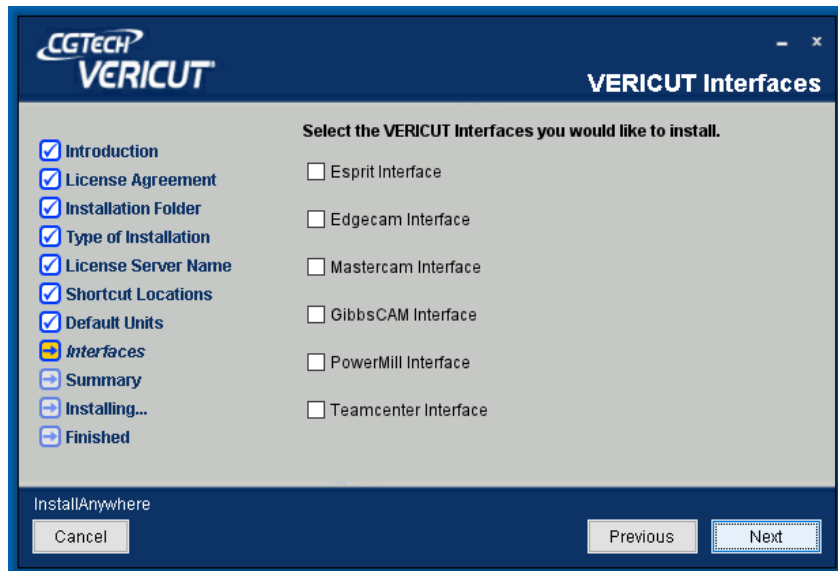 CGTECH
VERICUT
VERICUT Interfaces
Introduction
License Agreement
Installation Folder
Type of Installation
License Server Name
Shortcut Locations
Default Units
Interfaces
Summary
Installing...
Finished
Select the VERICUT Interfaces you would like to install.
Esprit Interface
Edgecam Interface
Mastercam Interface
GibbsCAM Interface
PowerMill Interface
Teamcenter Interface
InstallAnywhere
Cancel
Previous
Next